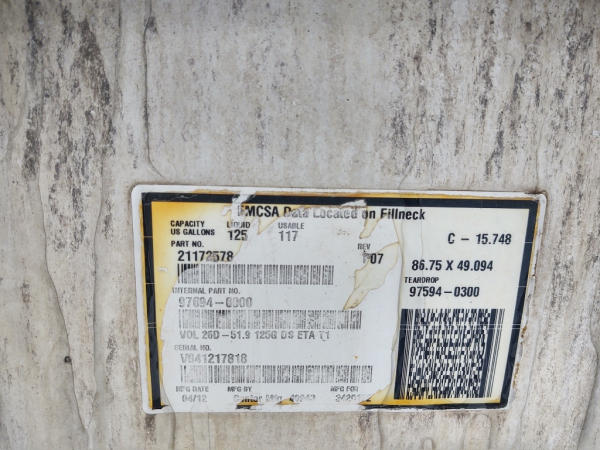 FMCSA Data Located on Fillneck
CAPACITY LIQUID USABLE
US GALLONS 125 117
PART NO. REV
21172578 07
INTERNAL PART NO.
97694-0300
VOL 26D-51.9 125G DS ETA T1
SERIAL NO.
V941217818
MFG DATE MFG BY MFG FOR
04/12 Mfg.
C - 15.748
86.75 X 49.094
TEARDROP
97594-0300